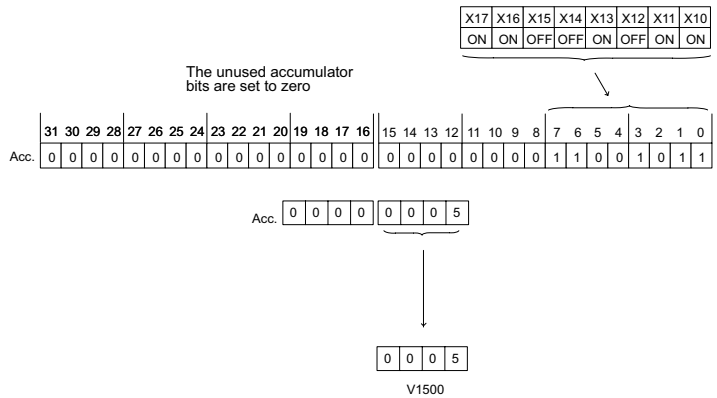 X17 X16 X15 X14 X13 X12 X11 X10
ON ON OFF OFF ON OFF ON ON
The unused accumulator
bits are set to zero
31 30 29 28 27 26 25 24 23 22 21 20 19 18 17 16 15 14 13 12 11 10 9 8 7 6 5 4 3 2 1 0
Acc. 0 0 0 0 0 0 0 0 0 0 0 0 0 0 0 0 0 0 0 0 0 0 0 0 1 1 0 0 1 0 1 1
Acc. 0 0 0 0 0 0 0 5
0 0 0 5
V1500